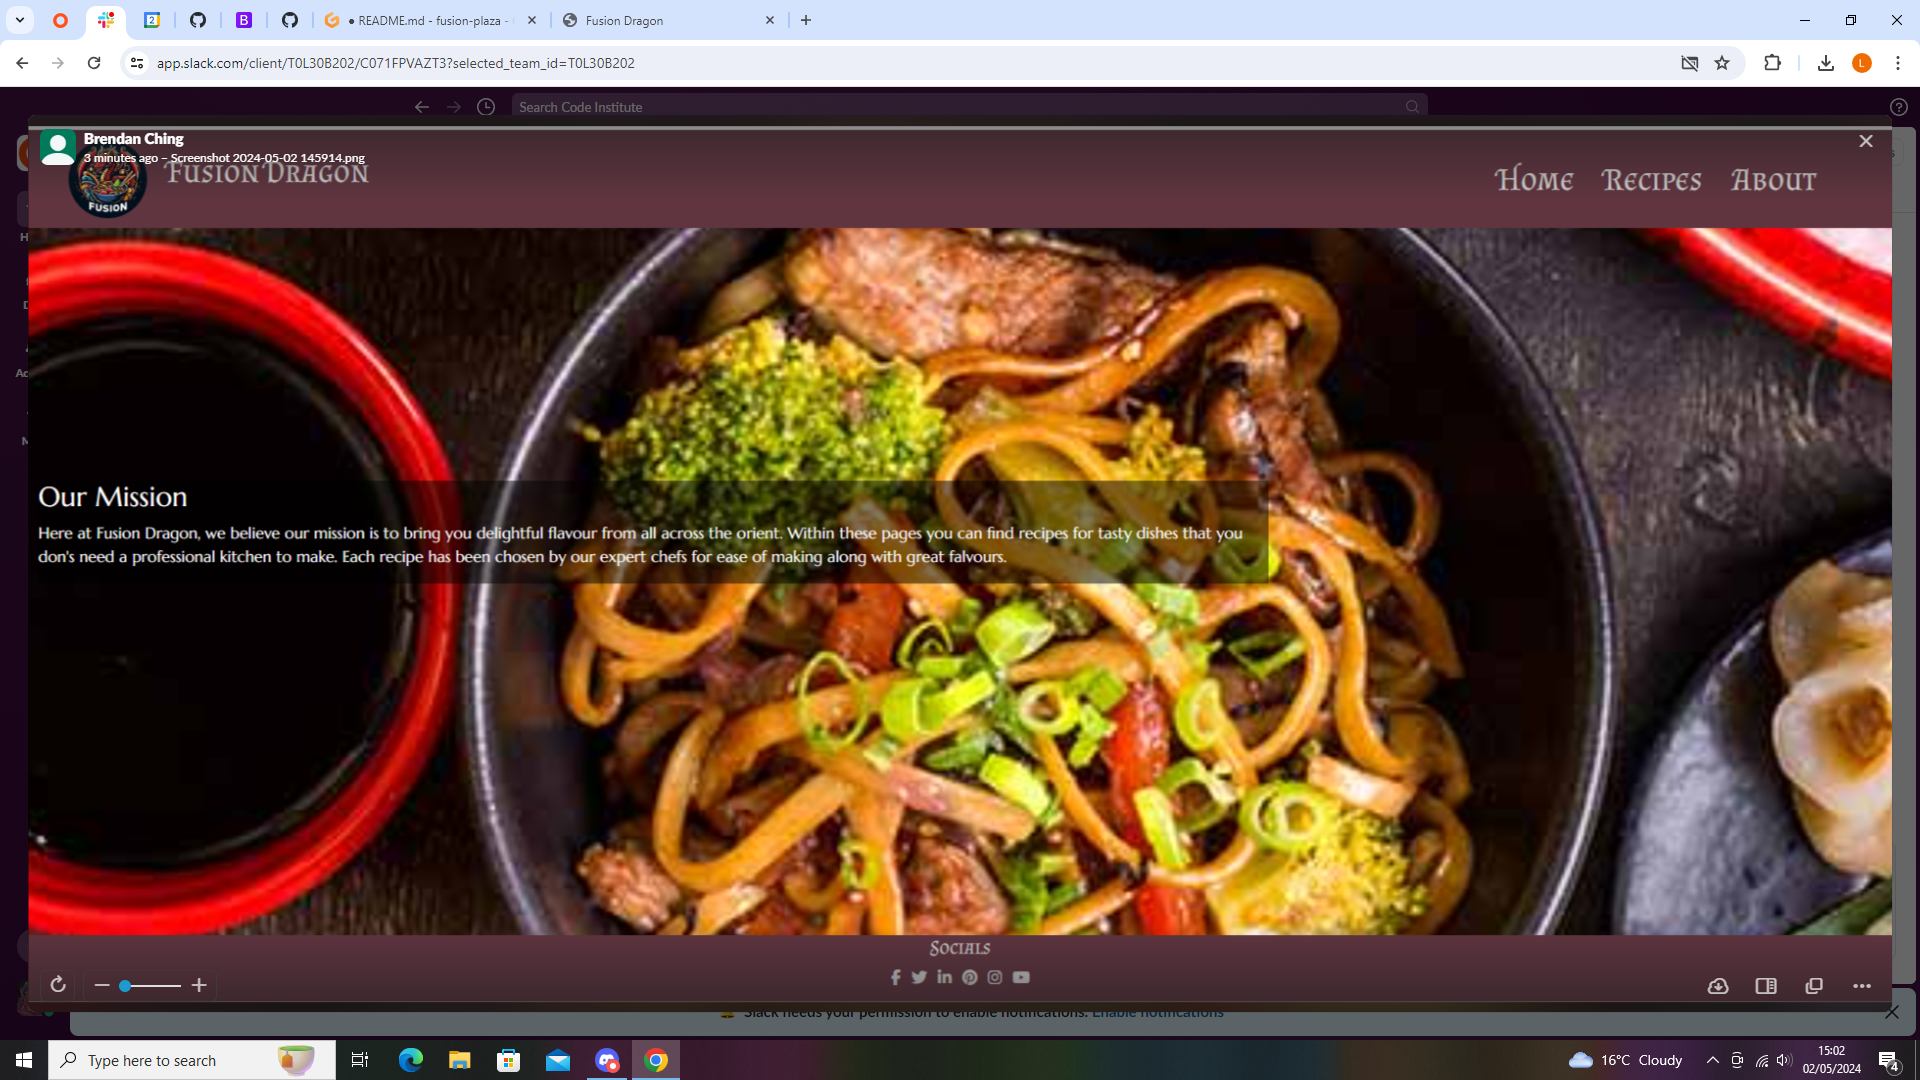 README.md - fusion-plaza -
Fusion Dragon
app.slack.com/client/T0L30B202/C071FPVAZT3?selected_team_id=T0L30B202
L
Search Code Institute
Brendan Ching
3 minutes ago – Screenshot 2024-05-02 145914.png
FUSION
Fusion Dragon
Home Recipes About
Our Mission
Here at Fusion Dragon, we believe our mission is to bring you delightful flavour from all across the orient. Within these pages you can find recipes for tasty dishes that you
don's need a professional kitchen to make. Each recipe has been chosen by our expert chefs for ease of making along with great falvours.
Socials
Slack needs your permission to enable notifications. Enable notifications
Type here to search
16°C Cloudy
15:02
02/05/2024
4